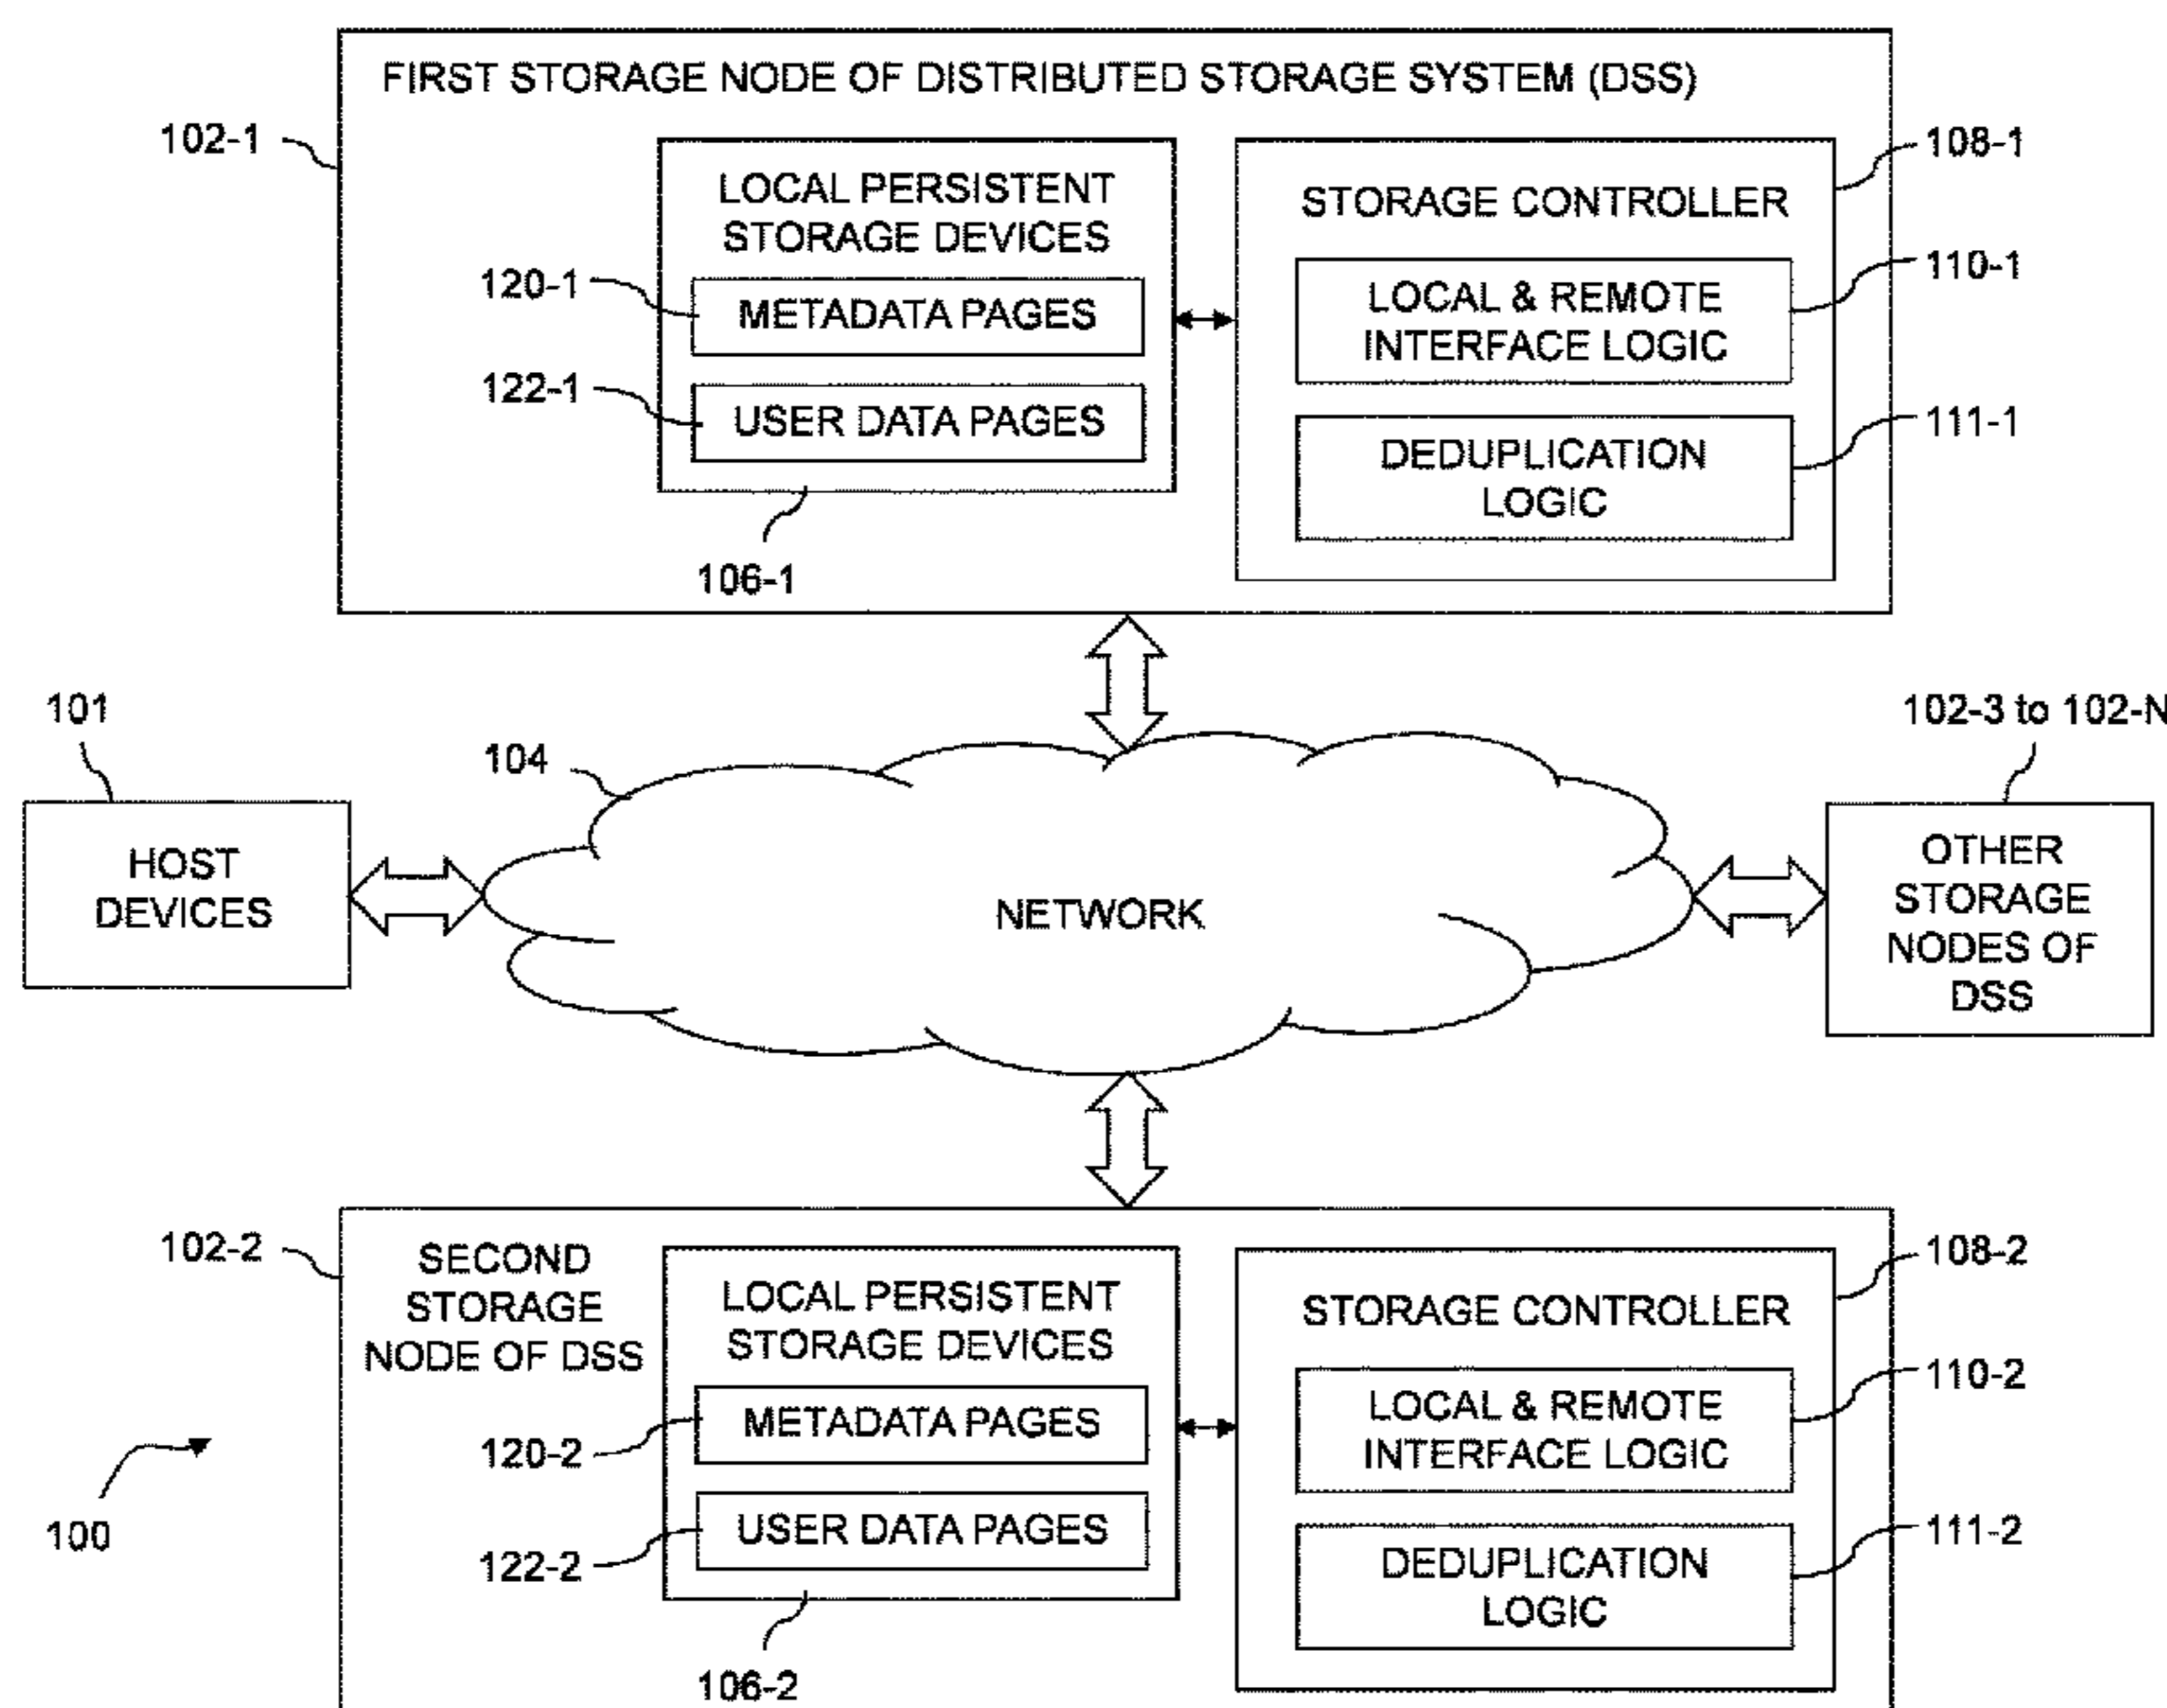 FIRST STORAGE NODE OF DISTRIBUTED STORAGE SYSTEM (DSS)
102-1
108-1
LOCAL PERSISTENT
STORAGE DEVICES
STORAGE CONTROLLER
120-1
METADATA PAGES
110-1
LOCAL & REMOTE
INTERFACE LOGIC
122-1
USER DATA PAGES
111-1
DEDUPLICATION
LOGIC
106-1
101
104
102-3 to 102-N
HOST
DEVICES
NETWORK
OTHER
STORAGE
NODES OF
DSS
102-2
SECOND
STORAGE
NODE OF DSS
108-2
LOCAL PERSISTENT
STORAGE DEVICES
STORAGE CONTROLLER
METADATA PAGES
120-2
110-2
LOCAL & REMOTE
INTERFACE LOGIC
100
USER DATA PAGES
122-2
111-2
DEDUPLICATION
LOGIC
106-2